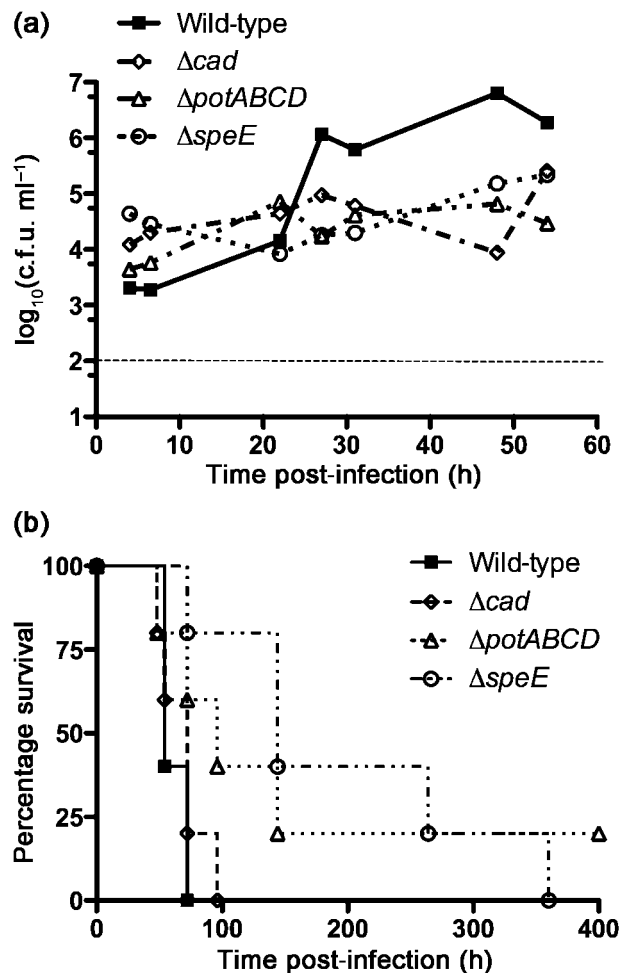 (a)
Wild-type
Δcad
ΔpotABCD
ΔspeE
log₁₀(c.f.u. ml⁻¹)
7
6
5
4
3
2
1
0 10 20 30 40 50 60
Time post-infection (h)
(b)
Wild-type
Δcad
ΔpotABCD
ΔspeE
Percentage survival
100
75
50
25
0
0 100 200 300 400
Time post-infection (h)